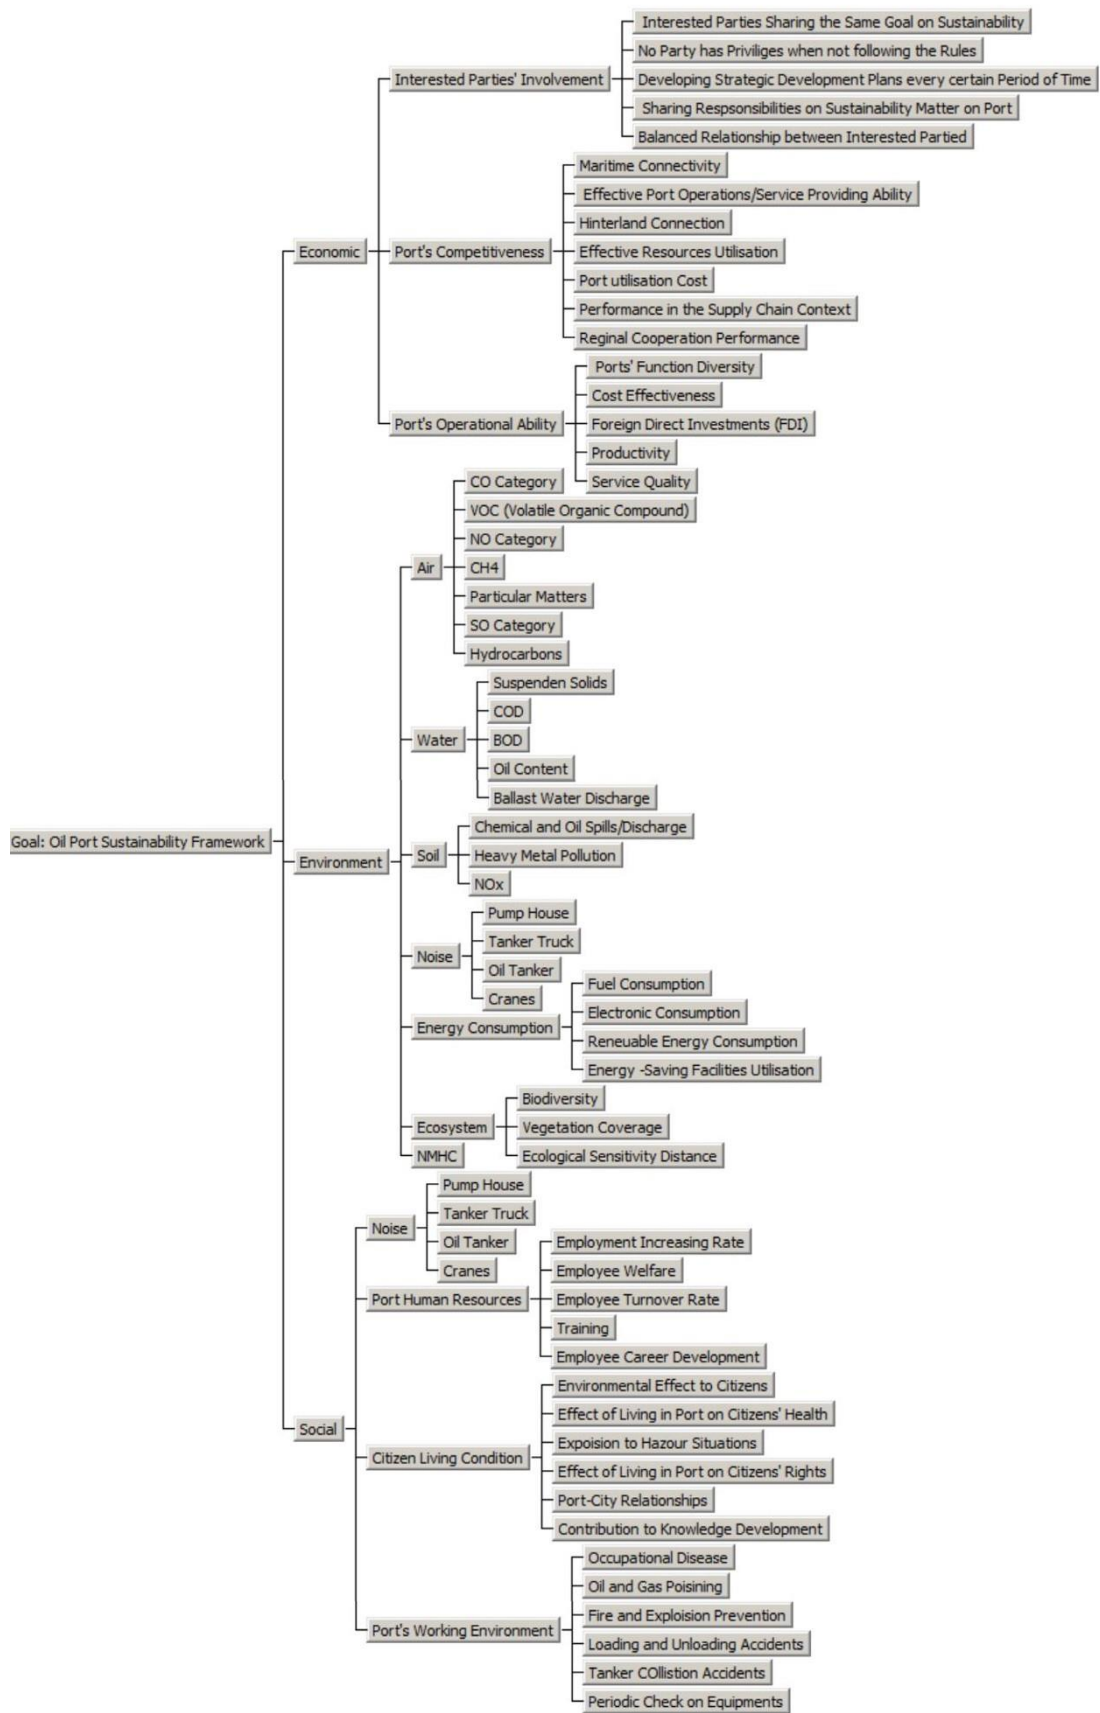 Goal: Oil Port Sustainability Framework
Economic
Interested Parties' Involvement
Interested Parties Sharing the Same Goal on Sustainability
No Party has Priviliges when not following the Rules
Developing Strategic Development Plans every certain Period of Time
Sharing Respsonsibilities on Sustainability Matter on Port
Balanced Relationship between Interested Partied
Port's Competitiveness
Maritime Connectivity
Effective Port Operations/Service Providing Ability
Hinterland Connection
Effective Resources Utilisation
Port utilisation Cost
Performance in the Supply Chain Context
Reginal Cooperation Performance
Port's Operational Ability
Ports' Function Diversity
Cost Effectiveness
Foreign Direct Investments (FDI)
Productivity
Service Quality
Environment
Air
CO Category
VOC (Volatile Organic Compound)
NO Category
CH4
Particular Matters
SO Category
Hydrocarbons
Water
Suspenden Solids
COD
BOD
Oil Content
Ballast Water Discharge
Soil
Chemical and Oil Spills/Discharge
Heavy Metal Pollution
NOx
Noise
Pump House
Tanker Truck
Oil Tanker
Cranes
Energy Consumption
Fuel Consumption
Electronic Consumption
Reneuable Energy Consumption
Energy -Saving Facilities Utilisation
Ecosystem
Biodiversity
Vegetation Coverage
Ecological Sensitivity Distance
NMHC
Social
Noise
Pump House
Tanker Truck
Oil Tanker
Cranes
Port Human Resources
Employment Increasing Rate
Employee Welfare
Employee Turnover Rate
Training
Employee Career Development
Citizen Living Condition
Environmental Effect to Citizens
Effect of Living in Port on Citizens' Health
Expoision to Hazour Situations
Effect of Living in Port on Citizens' Rights
Port-City Relationships
Contribution to Knowledge Development
Port's Working Environment
Occupational Disease
Oil and Gas Poisining
Fire and Exploision Prevention
Loading and Unloading Accidents
Tanker COllistion Accidents
Periodic Check on Equipments